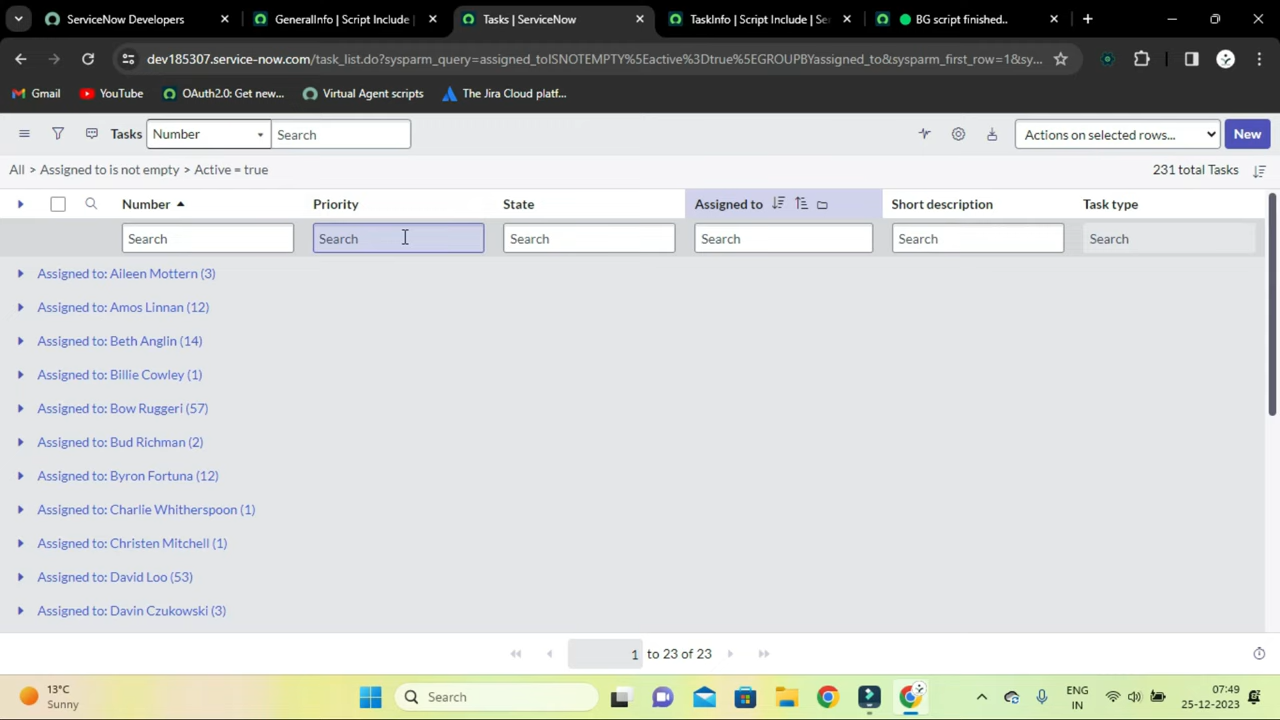 ServiceNow Developers
GeneralInfo | Script Include |
Tasks | ServiceNow
TaskInfo | Script Include | Se
BG script finished..
dev185307.service-now.com/task_list.do?sysparm_query=assigned_toISNOTEMPTY%5Eactive%3Dtrue%5EGROUPBYassigned_to&sysparm_first_row=1&sy...
Gmail
YouTube
OAuth2.0: Get new...
Virtual Agent scripts
The Jira Cloud platf...
Tasks
Number
Search
Actions on selected rows...
New
All > Assigned to is not empty > Active = true
231 total Tasks
Number
Priority
State
Assigned to
Short description
Task type
Search
Search
Search
Search
Search
Search
Assigned to: Aileen Mottern (3)
Assigned to: Amos Linnan (12)
Assigned to: Beth Anglin (14)
Assigned to: Billie Cowley (1)
Assigned to: Bow Ruggeri (57)
Assigned to: Bud Richman (2)
Assigned to: Byron Fortuna (12)
Assigned to: Charlie Whitherspoon (1)
Assigned to: Christen Mitchell (1)
Assigned to: David Loo (53)
Assigned to: Davin Czukowski (3)
1 to 23 of 23
13°C
Sunny
Search
ENG
IN
07:49
25-12-2023